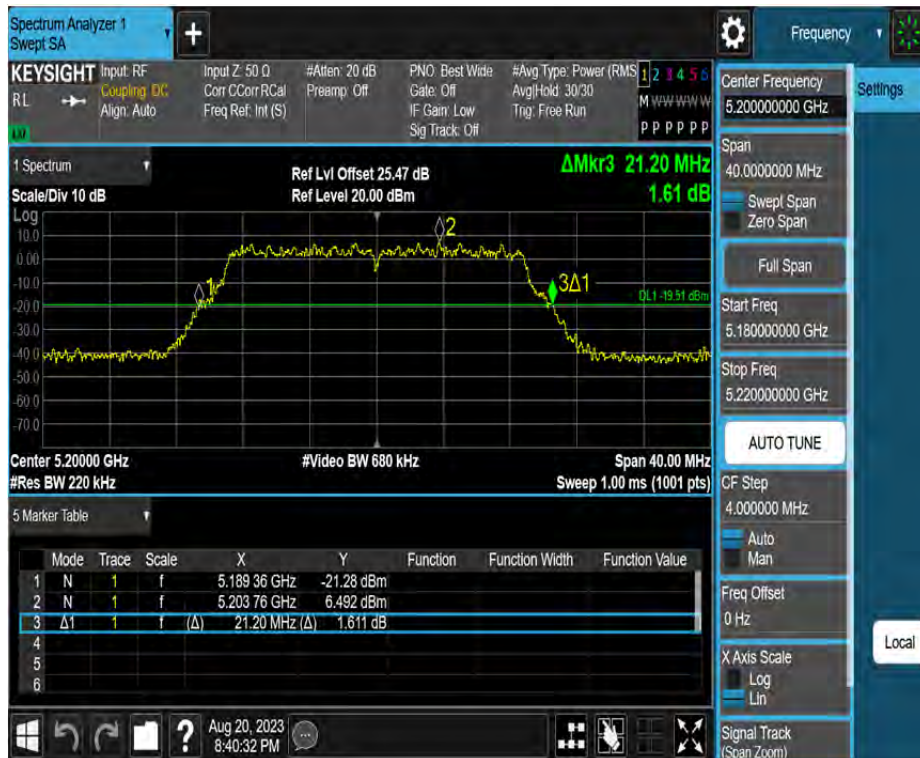 Spectrum Analyzer 1
Swept SA
Frequency
KEYSIGHT
RL
Input: RF
Coupling: DC
Align: Auto
Input Z: 50 Ω
Corr CCorr RCal
Freq Ref: Int (S)
#Atten: 20 dB
Preamp: Off
PNO: Best Wide
Gate: Off
IF Gain: Low
Sig Track: Off
#Avg Type: Power (RMS
Avg|Hold: 30/30
Trig: Free Run
1 2 3 4 5 6
M W W W W W
P P P P P P
Center Frequency
5.200000000 GHz
Settings
Span
40.0000000 MHz
Swept Span
Zero Span
Full Span
Start Freq
5.180000000 GHz
Stop Freq
5.220000000 GHz
AUTO TUNE
CF Step
4.000000 MHz
Auto
Man
Freq Offset
0 Hz
X Axis Scale
Log
Lin
Signal Track
(Span Zoom)
Local
1 Spectrum
Scale/Div 10 dB
Ref Lvl Offset 25.47 dB
Ref Level 20.00 dBm
ΔMkr3 21.20 MHz
1.61 dB
Log
10.0
0.00
-10.0
-20.0
-30.0
-40.0
-50.0
-60.0
-70.0
1
2
3Δ1
DL1 -19.51 dBm
Center 5.20000 GHz
#Video BW 680 kHz
Span 40.00 MHz
#Res BW 220 kHz
Sweep 1.00 ms (1001 pts)
5 Marker Table
Mode Trace Scale X Y Function Function Width Function Value
1 N 1 f 5.189 36 GHz -21.28 dBm
2 N 1 f 5.203 76 GHz 6.492 dBm
3 Δ1 1 f (Δ) 21.20 MHz (Δ) 1.611 dB
4
5
6
?
Aug 20, 2023
8:40:32 PM